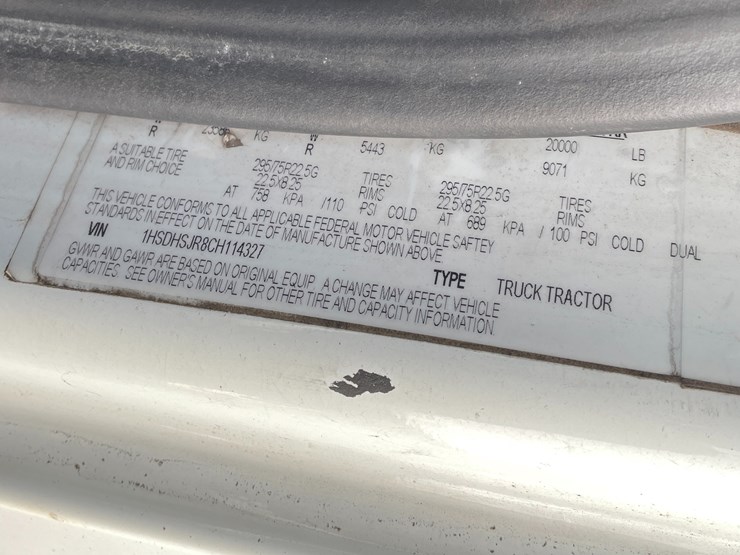 R KG R 5443 KG 20000 LB
9071 KG
A SUITABLE TIRE 295/75R22.5G TIRES 295/75R22.5G TIRES
AND RIM CHOICE 22.5X8.25 RIMS 22.5X8.25 RIMS
AT 758 KPA /110 PSI COLD AT 689 KPA / 100 PSI COLD DUAL
THIS VEHICLE CONFORMS TO ALL APPLICABLE FEDERAL MOTOR VEHICLE SAFTEY
STANDARDS IN EFFECT ON THE DATE OF MANUFACTURE SHOWN ABOVE
VIN 1HSDHSJR8CH114327 TYPE TRUCK TRACTOR
GVWR AND GAWR ARE BASED ON ORIGINAL EQUIP. A CHANGE MAY AFFECT VEHICLE
CAPACITIES. SEE OWNER'S MANUAL FOR OTHER TIRE AND CAPACITY INFORMATION.